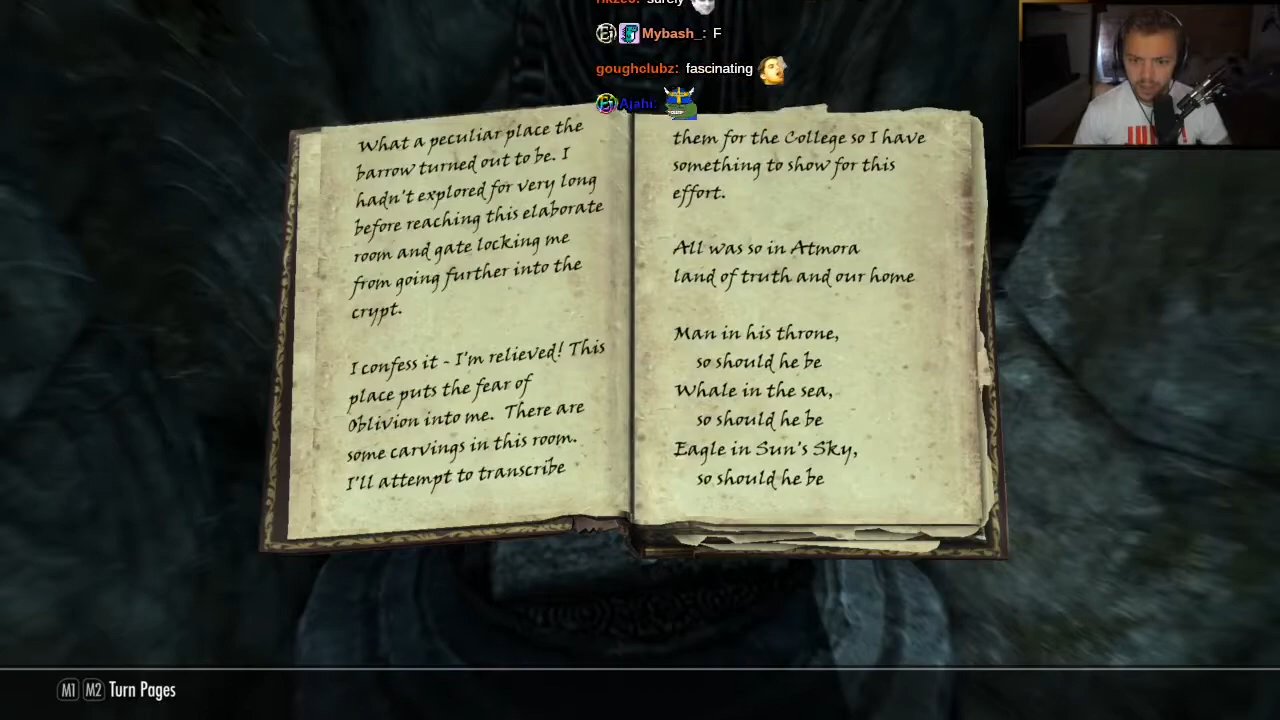 rikzeo: surely
Mybash_: F
goughclubz: fascinating
Ajahi:
What a peculiar place the
barrow turned out to be. I
hadn't explored for very long
before reaching this elaborate
room and gate locking me
from going further into the
crypt.
I confess it - I'm relieved! This
place puts the fear of
Oblivion into me. There are
some carvings in this room.
I'll attempt to transcribe
them for the College so I have
something to show for this
effort.
All was so in Atmora
land of truth and our home
Man in his throne,
so should he be
Whale in the sea,
so should he be
Eagle in Sun's Sky,
so should he be
M1 M2 Turn Pages